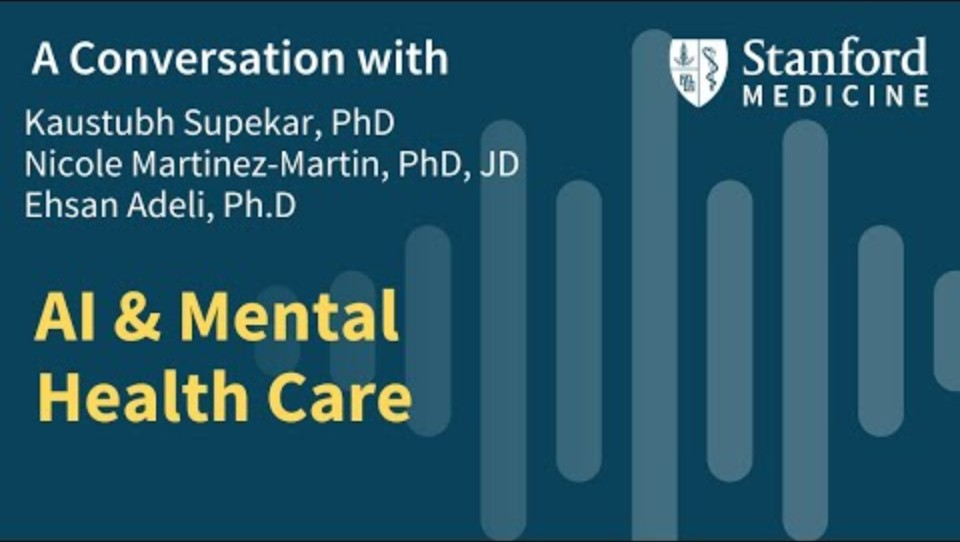 A Conversation with
Kaustubh Supekar, PhD
Nicole Martinez-Martin, PhD, JD
Ehsan Adeli, Ph.D
AI & Mental
Health Care
Stanford
MEDICINE